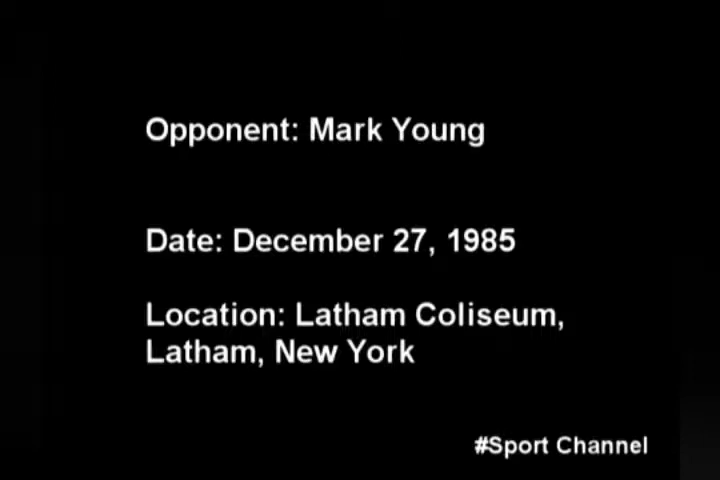 Opponent: Mark Young
Date: December 27, 1985
Location: Latham Coliseum,
Latham, New York
#Sport Channel